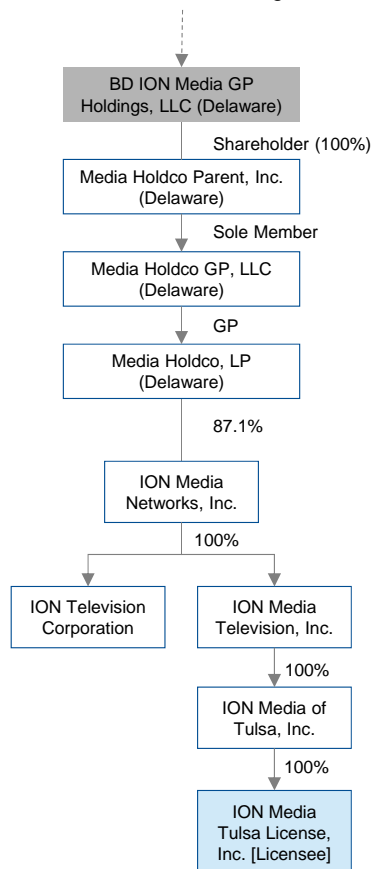 BD ION Media GP
Holdings, LLC (Delaware)
Shareholder (100%)
Media Holdco Parent, Inc.
(Delaware)
Sole Member
Media Holdco GP, LLC
(Delaware)
GP
Media Holdco, LP
(Delaware)
87.1%
ION Media
Networks, Inc.
100%
ION Television
Corporation
ION Media
Television, Inc.
100%
ION Media of
Tulsa, Inc.
100%
ION Media
Tulsa License,
Inc. [Licensee]